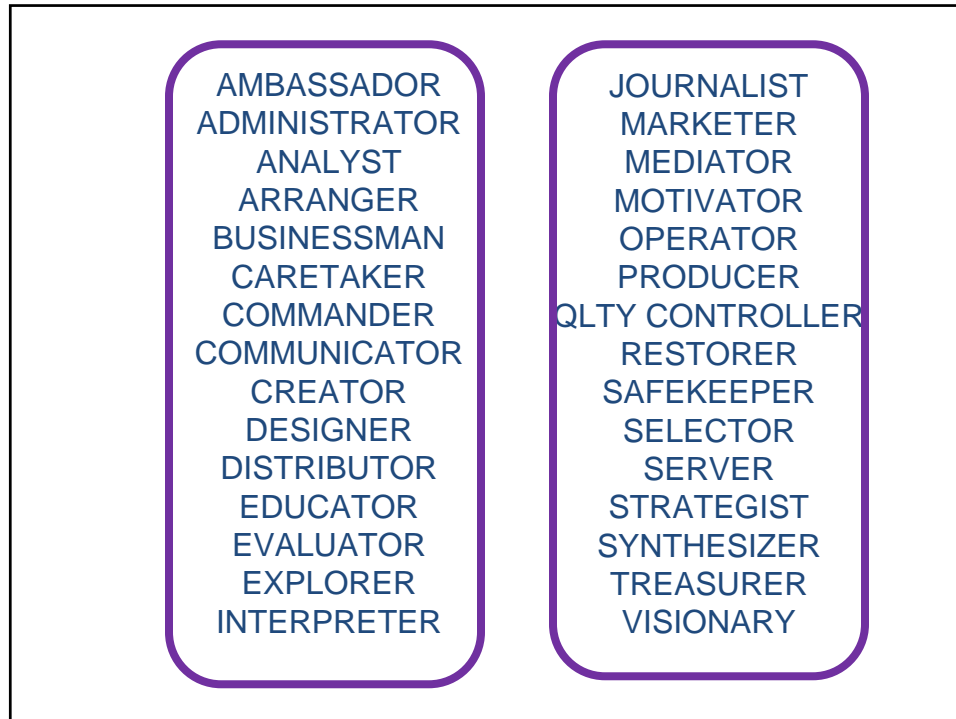 AMBASSADOR
ADMINISTRATOR
ANALYST
ARRANGER
BUSINESSMAN
CARETAKER
COMMANDER
COMMUNICATOR
CREATOR
DESIGNER
DISTRIBUTOR
EDUCATOR
EVALUATOR
EXPLORER
INTERPRETER
JOURNALIST
MARKETER
MEDIATOR
MOTIVATOR
OPERATOR
PRODUCER
QLTY CONTROLLER
RESTORER
SAFEKEEPER
SELECTOR
SERVER
STRATEGIST
SYNTHESIZER
TREASURER
VISIONARY